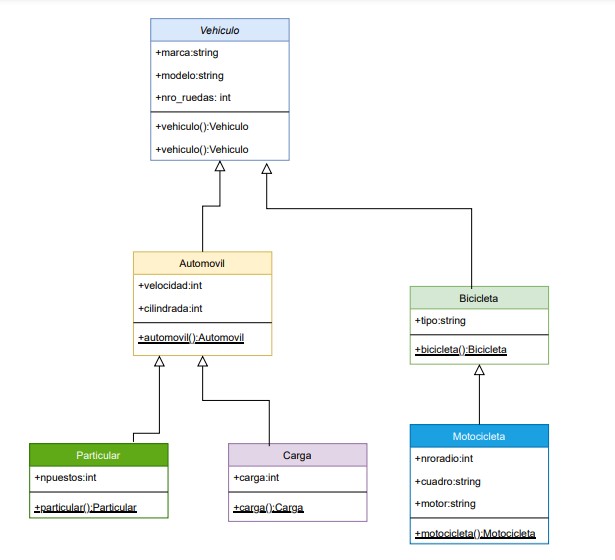 Vehiculo
+marca:string
+modelo:string
+nro_ruedas: int
+vehiculo():Vehiculo
+vehiculo():Vehiculo
Automovil
+velocidad:int
+cilindrada:int
+automovil():Automovil
Bicicleta
+tipo:string
+bicicleta():Bicicleta
Particular
+npuestos:int
+particular():Particular
Carga
+carga:int
+carga():Carga
Motocicleta
+nroradio:int
+cuadro:string
+motor:string
+motocicleta():Motocicleta